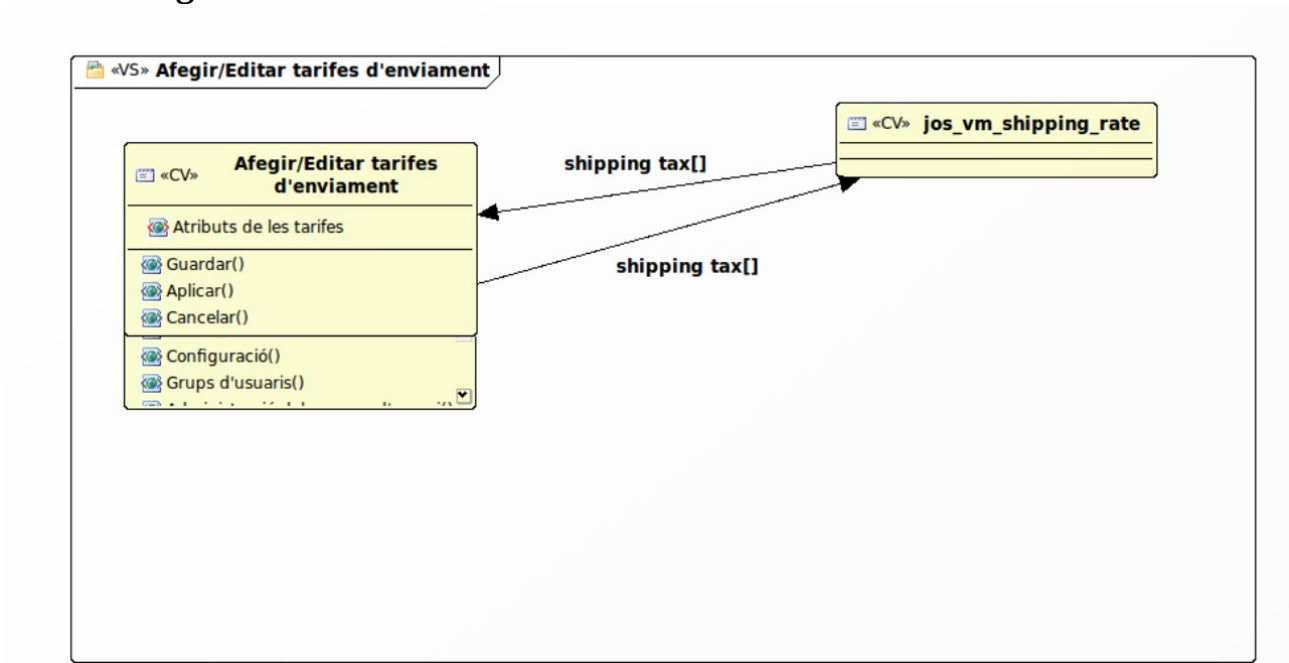 «VS» Afegir/Editar tarifes d'enviament
«CV» jos_vm_shipping_rate
«CV» Afegir/Editar tarifes
d'enviament
shipping tax[]
Atributs de les tarifes
Guardar()
shipping tax[]
Aplicar()
Cancelar()
Configuració()
Grups d'usuaris()